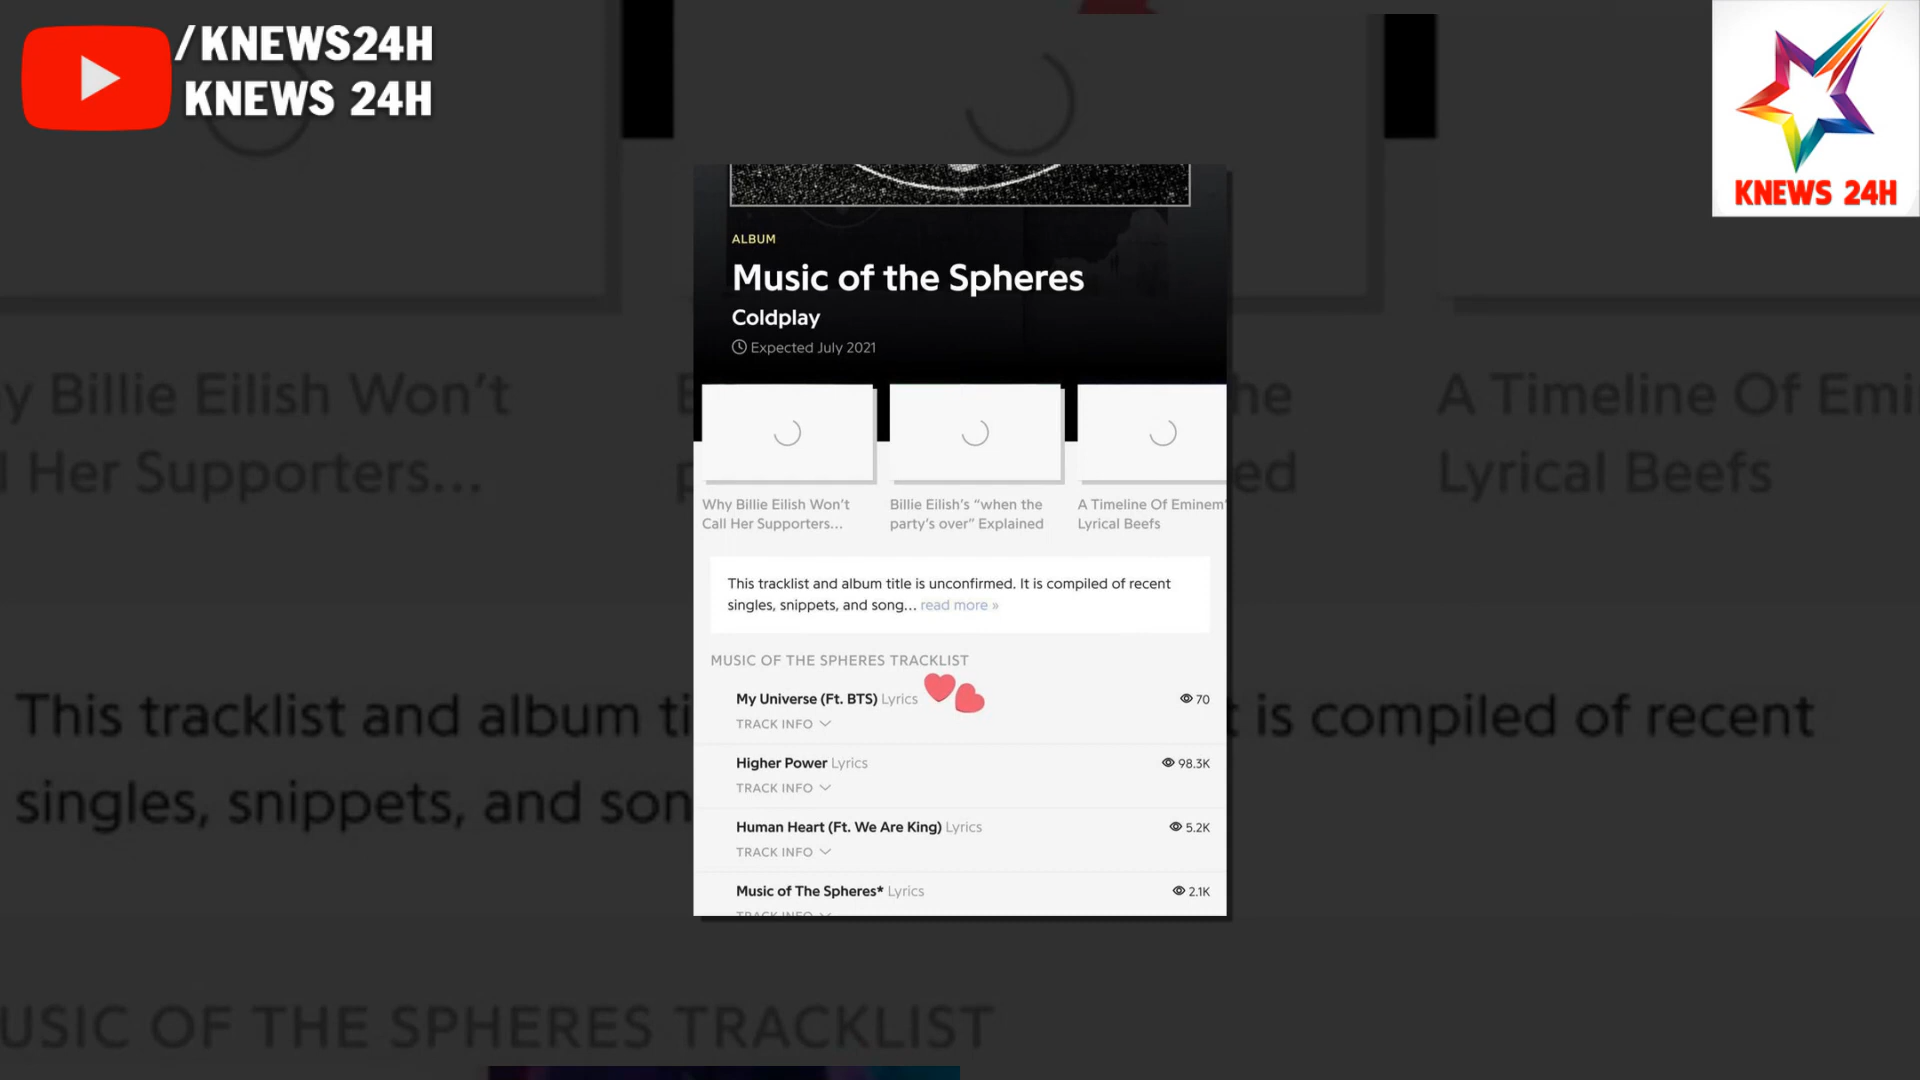 /KNEWS24H
KNEWS 24H
KNEWS 24H
ALBUM
Music of the Spheres
Coldplay
Expected July 2021
Why Billie Eilish Won’t
Call Her Supporters...
Billie Eilish’s “when the
party’s over” Explained
A Timeline Of Eminem’
Lyrical Beefs
This tracklist and album title is unconfirmed. It is compiled of recent
singles, snippets, and song... read more »
MUSIC OF THE SPHERES TRACKLIST
My Universe (Ft. BTS) Lyrics
70
TRACK INFO
Higher Power Lyrics
98.3K
TRACK INFO
Human Heart (Ft. We Are King) Lyrics
5.2K
TRACK INFO
Music of The Spheres* Lyrics
2.1K
TRACK INFO
y Billie Eilish Won’t
l Her Supporters...
he
ed
A Timeline Of Emi
Lyrical Beefs
This tracklist and album ti
is compiled of recent
singles, snippets, and son
USIC OF THE SPHERES TRACKLIST